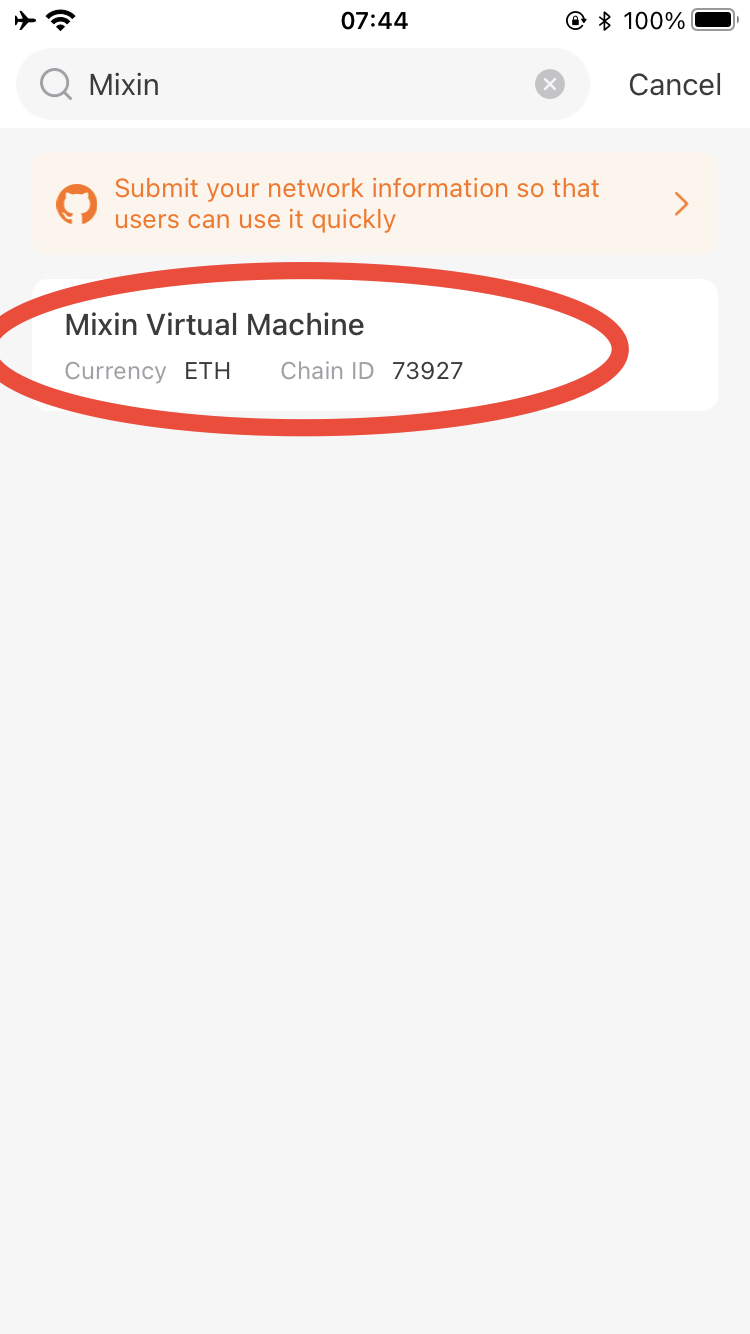 07:44
100%
Mixin
Cancel
Submit your network information so that
users can use it quickly
Mixin Virtual Machine
Currency ETH Chain ID 73927